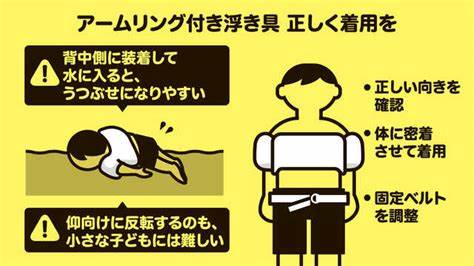 アームリング付き浮き具 正しく着用を
背中側に装着して
水に入ると、
うつぶせになりやすい
仰向けに反転するのも、
小さな子どもには難しい
・正しい向きを
確認
・体に密着
させて着用
・固定ベルト
を調整